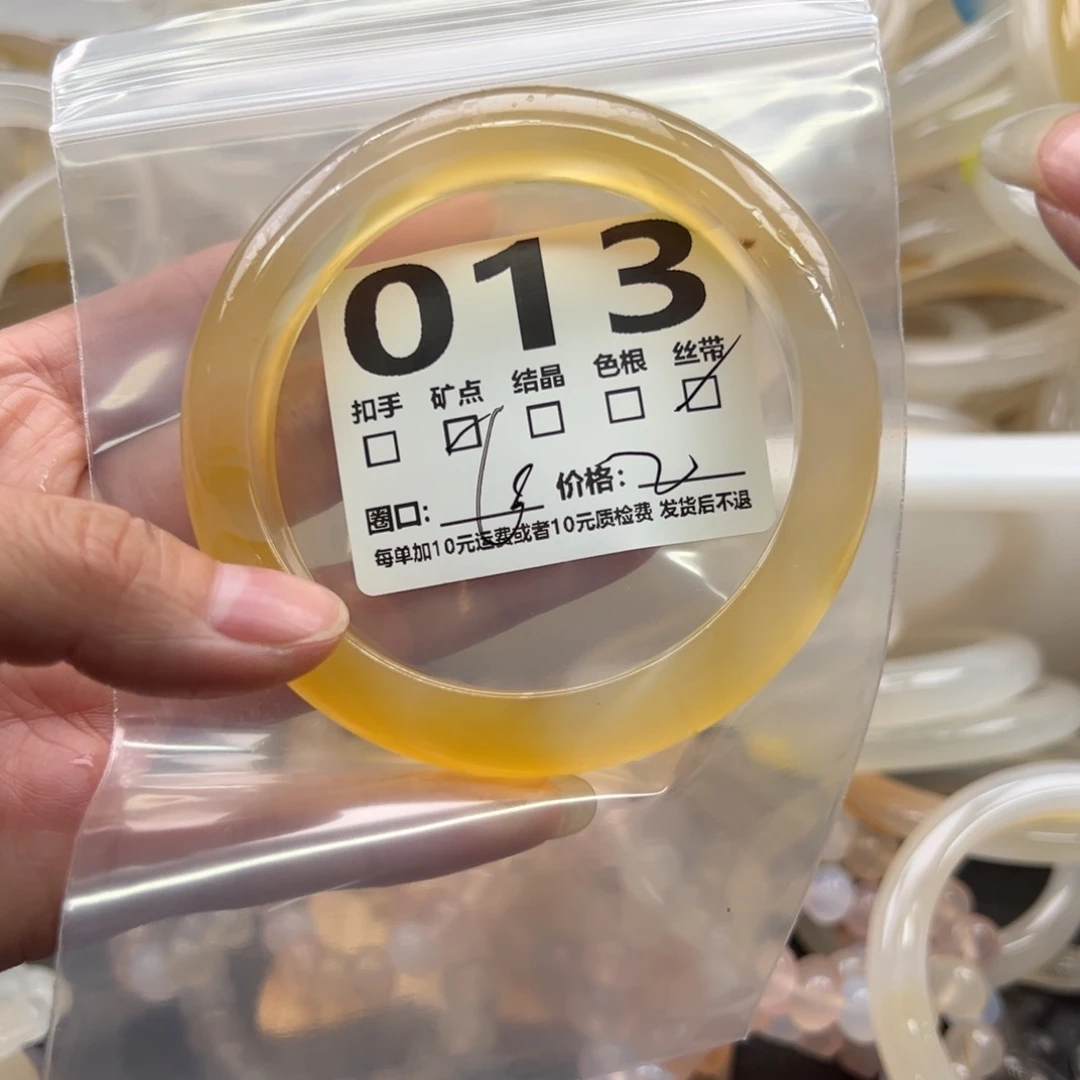 013
扣手 矿点 结晶 色根 丝带
圈口: 价格:
每单加10元运费或者10元质检费 发货后不退